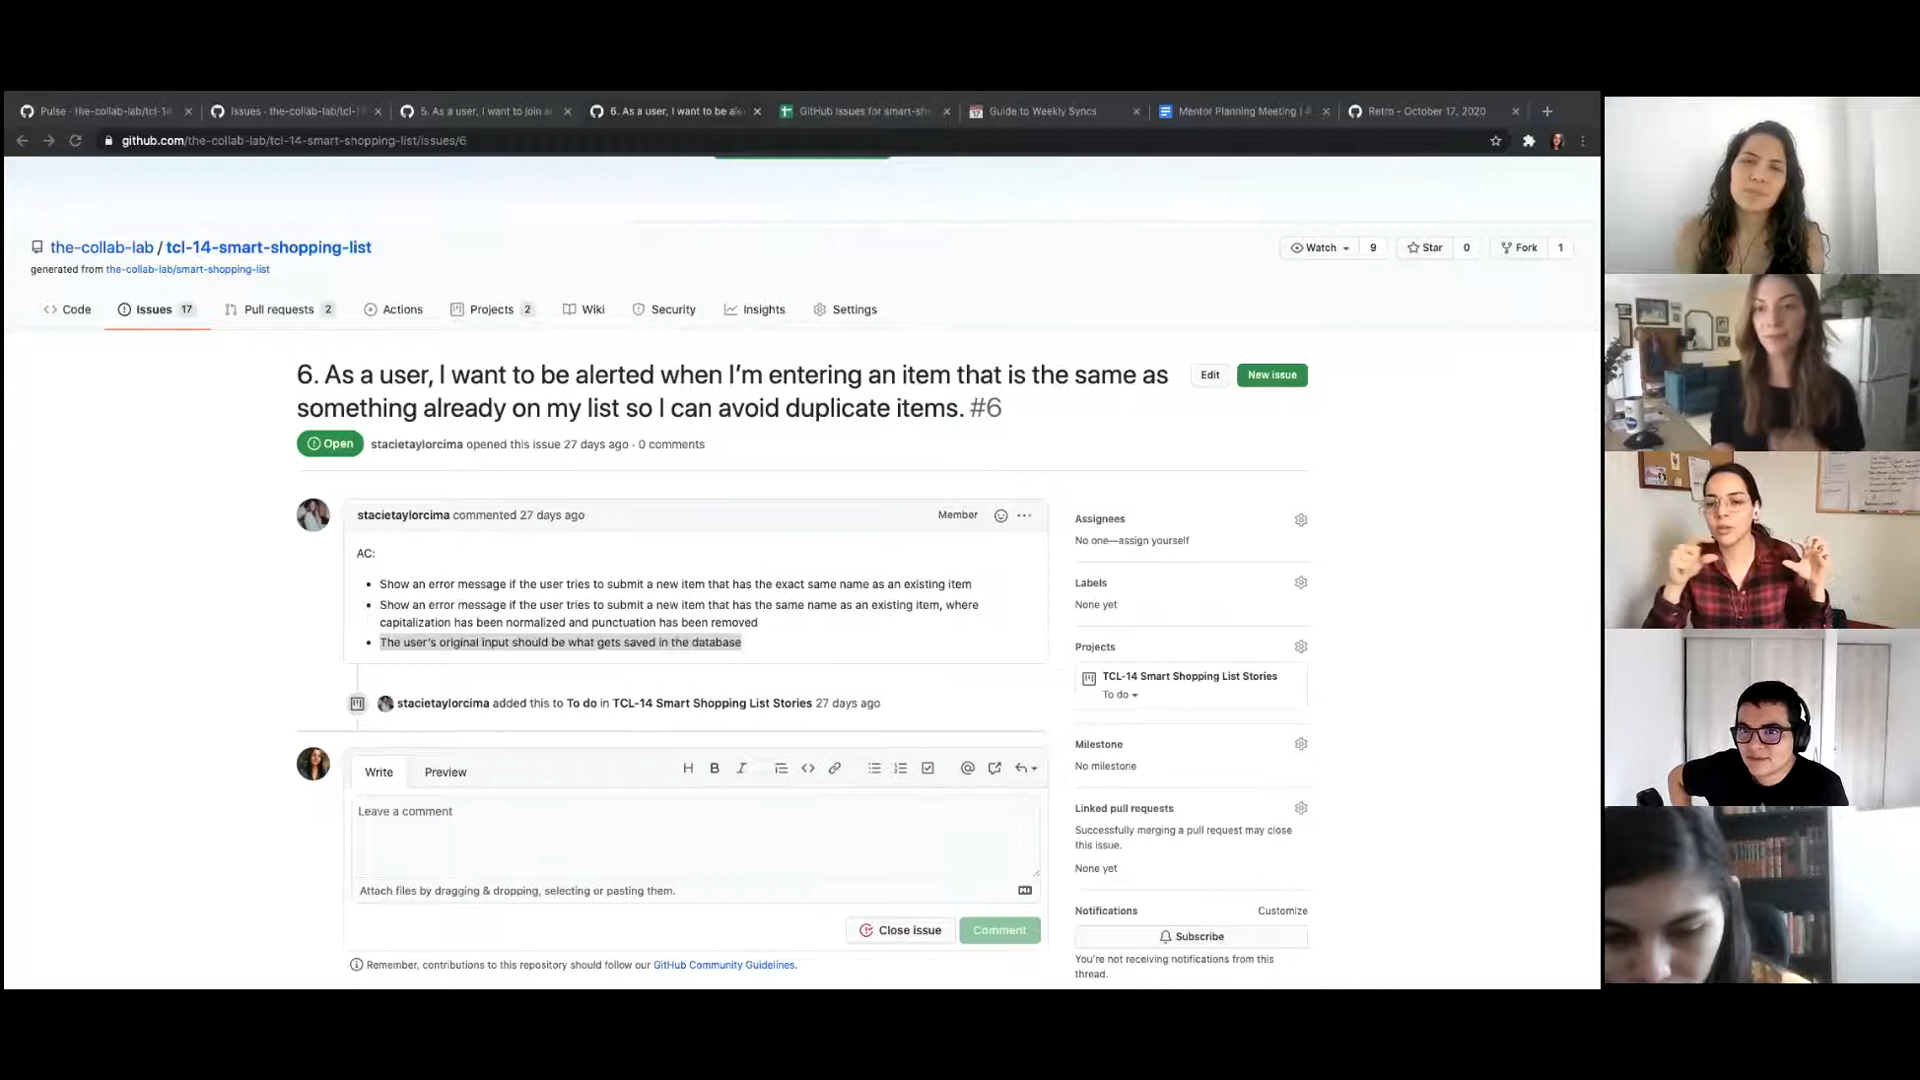 Pulse · the-collab-lab/tcl-14
Issues · the-collab-lab/tcl-1
5. As a user, I want to join a
6. As a user, I want to be ale
GitHub Issues for smart-sh
Guide to Weekly Syncs
Mentor Planning Meeting |
Retro - October 17, 2020
github.com/the-collab-lab/tcl-14-smart-shopping-list/issues/6
the-collab-lab / tcl-14-smart-shopping-list
Watch 9 Star 0 Fork 1
generated from the-collab-lab/smart-shopping-list
Code Issues 17 Pull requests 2 Actions Projects 2 Wiki Security Insights Settings
6. As a user, I want to be alerted when I’m entering an item that is the same as
something already on my list so I can avoid duplicate items. #6
Edit New issue
Open stacietaylorcima opened this issue 27 days ago · 0 comments
stacietaylorcima commented 27 days ago Member
AC:
• Show an error message if the user tries to submit a new item that has the exact same name as an existing item
• Show an error message if the user tries to submit a new item that has the same name as an existing item, where
capitalization has been normalized and punctuation has been removed
• The user’s original input should be what gets saved in the database
stacietaylorcima added this to To do in TCL-14 Smart Shopping List Stories 27 days ago
Write Preview
Leave a comment
Attach files by dragging & dropping, selecting or pasting them.
Close issue Comment
Remember, contributions to this repository should follow our GitHub Community Guidelines.
Assignees
No one—assign yourself
Labels
None yet
Projects
TCL-14 Smart Shopping List Stories
To do
Milestone
No milestone
Linked pull requests
Successfully merging a pull request may close
this issue.
None yet
Notifications Customize
Subscribe
You're not receiving notifications from this
thread.